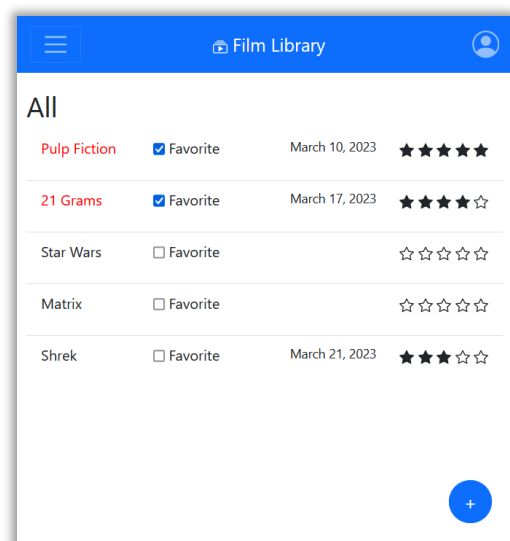 Film Library
All
Pulp Fiction Favorite March 10, 2023
21 Grams Favorite March 17, 2023
Star Wars Favorite
Matrix Favorite
Shrek Favorite March 21, 2023
+